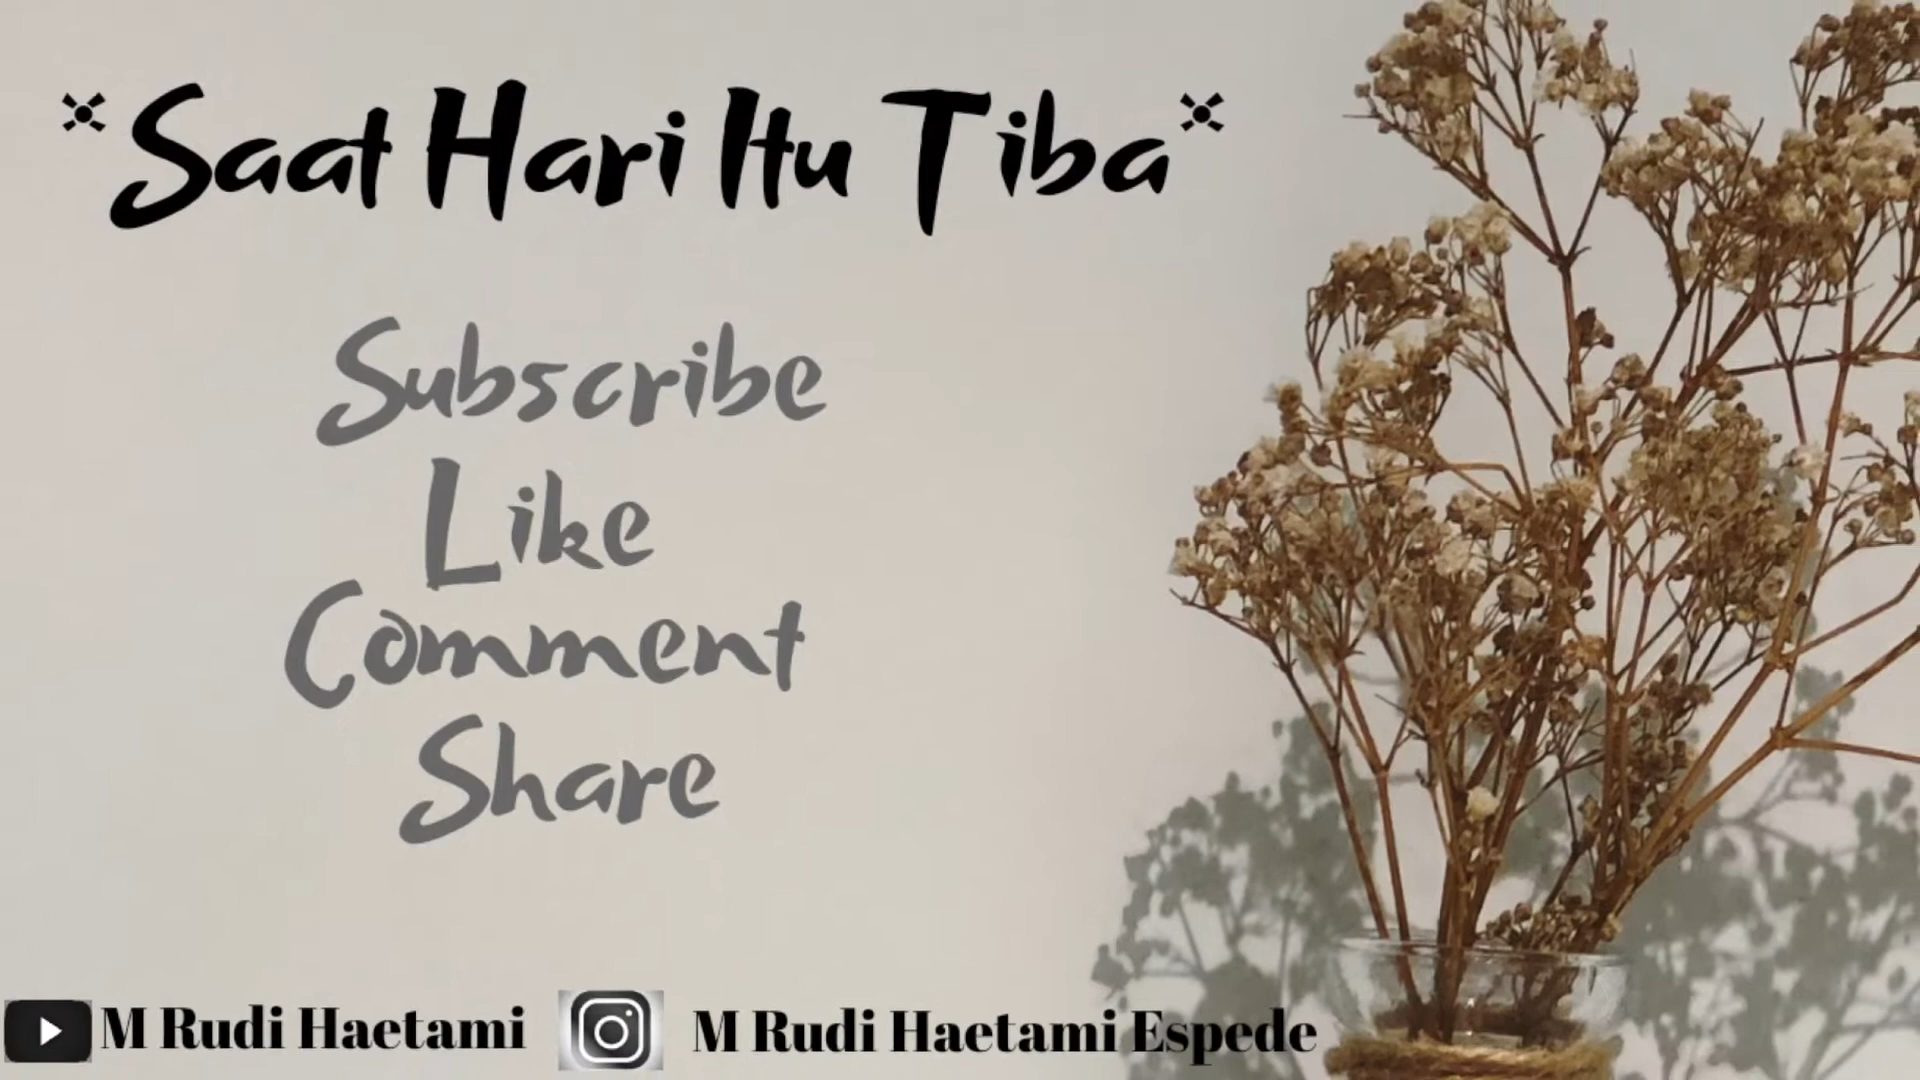 *Saat Hari Itu Tiba*
Subscribe
Like
Comment
Share
M Rudi Haetami
M Rudi Haetami Espede